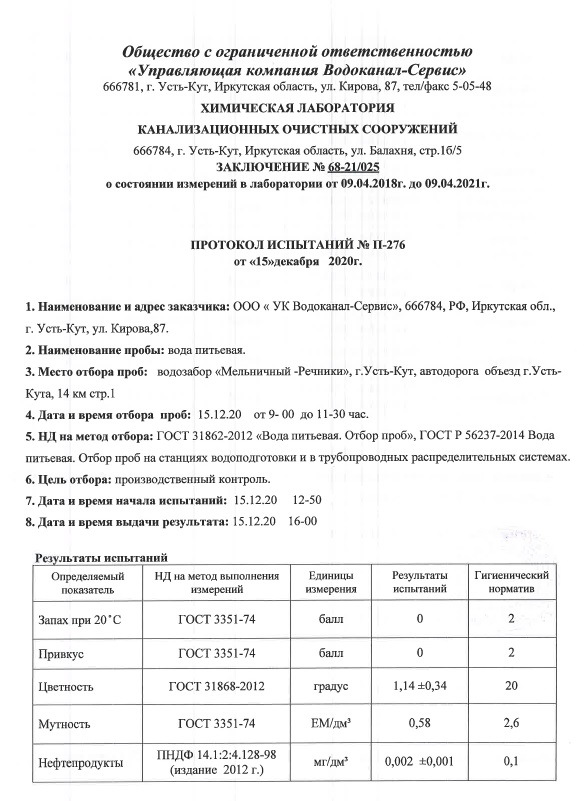 Общество с ограниченной ответственностью
«Управляющая компания Водоканал-Сервис»
666781, г. Усть-Кут, Иркутская область, ул. Кирова, 87, тел/факс 5-05-48
ХИМИЧЕСКАЯ ЛАБОРАТОРИЯ
КАНАЛИЗАЦИОННЫХ ОЧИСТНЫХ СООРУЖЕНИЙ
666784, г. Усть-Кут, Иркутская область, ул. Балахня, стр.1б/5
ЗАКЛЮЧЕНИЕ № 68-21/025
о состоянии измерений в лаборатории от 09.04.2018г. до 09.04.2021г.
ПРОТОКОЛ ИСПЫТАНИЙ № П-276
от «15»декабря 2020г.
1. Наименование и адрес заказчика: ООО « УК Водоканал-Сервис», 666784, РФ, Иркутская обл.,
г. Усть-Кут, ул. Кирова,87.
2. Наименование пробы: вода питьевая.
3. Место отбора проб: водозабор «Мельничный -Речники», г.Усть-Кут, автодорога объезд г.Усть-
Кута, 14 км стр.1
4. Дата и время отбора проб: 15.12.20 от 9- 00 до 11-30 час.
5. НД на метод отбора: ГОСТ 31862-2012 «Вода питьевая. Отбор проб», ГОСТ Р 56237-2014 Вода
питьевая. Отбор проб на станциях водоподготовки и в трубопроводных распределительных системах.
6. Цель отбора: производственный контроль.
7. Дата и время начала испытаний: 15.12.20 12-50
8. Дата и время выдачи результата: 15.12.20 16-00
Результаты испытаний
Определяемый показатель НД на метод выполнения измерений Единицы измерения Результаты испытаний Гигиенический норматив
Запах при 20˚С ГОСТ 3351-74 балл 0 2
Привкус ГОСТ 3351-74 балл 0 2
Цветность ГОСТ 31868-2012 градус 1,14 ±0,34 20
Мутность ГОСТ 3351-74 ЕМ/дм³ 0,58 2,6
Нефтепродукты ПНДФ 14.1:2:4.128-98 (издание 2012 г.) мг/дм³ 0,002 ±0,001 0,1